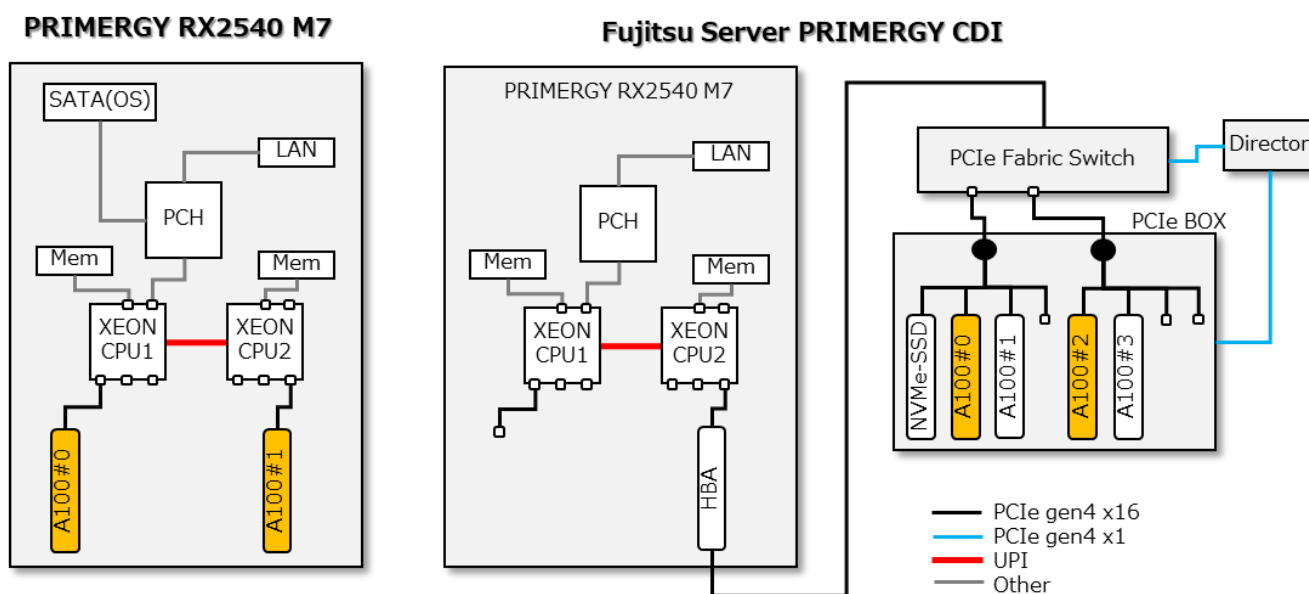 PRIMERGY RX2540 M7
SATA(OS)
LAN
PCH
Mem
Mem
XEON
CPU1
XEON
CPU2
A100#0
A100#1
Fujitsu Server PRIMERGY CDI
PRIMERGY RX2540 M7
LAN
PCH
Mem
Mem
XEON
CPU1
XEON
CPU2
HBA
PCIe Fabric Switch
Director
PCIe BOX
NVMe-SSD
A100#0
A100#1
A100#2
A100#3
PCIe gen4 x16
PCIe gen4 x1
UPI
Other